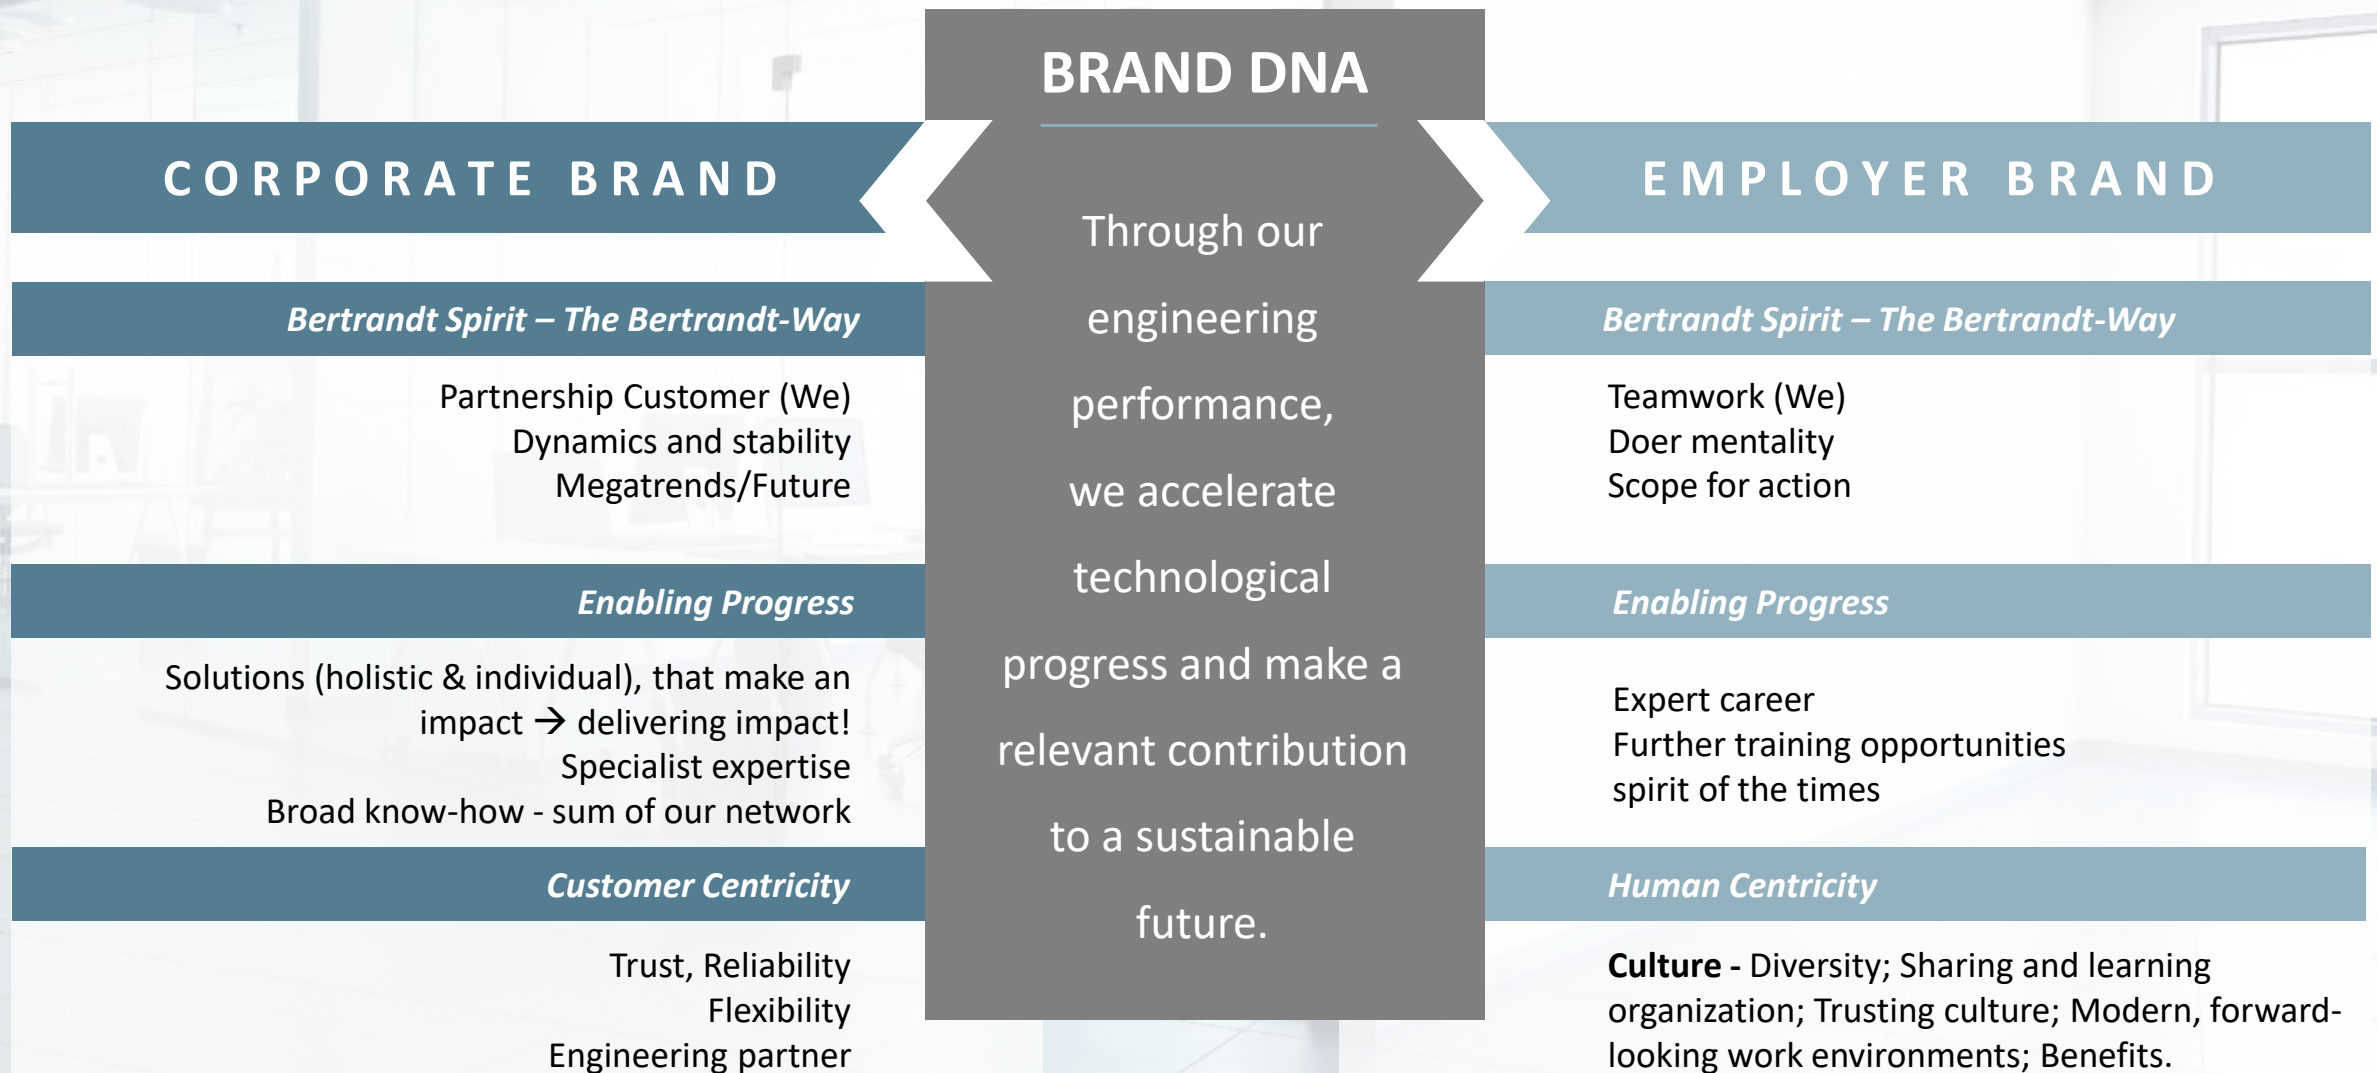 BRAND DNA
CORPORATE BRAND
Bertrandt Spirit – The Bertrandt-Way
Partnership Customer (We)
Dynamics and stability
Megatrends/Future
Enabling Progress
Solutions (holistic & individual), that make an
impact → delivering impact!
Specialist expertise
Broad know-how - sum of our network
Customer Centricity
Trust, Reliability
Flexibility
Engineering partner
Through our
engineering
performance,
we accelerate
technological
progress and make a
relevant contribution
to a sustainable
future.
EMPLOYER BRAND
Bertrandt Spirit – The Bertrandt-Way
Teamwork (We)
Doer mentality
Scope for action
Enabling Progress
Expert career
Further training opportunities
spirit of the times
Human Centricity
Culture - Diversity; Sharing and learning
organization; Trusting culture; Modern, forward-
looking work environments; Benefits.